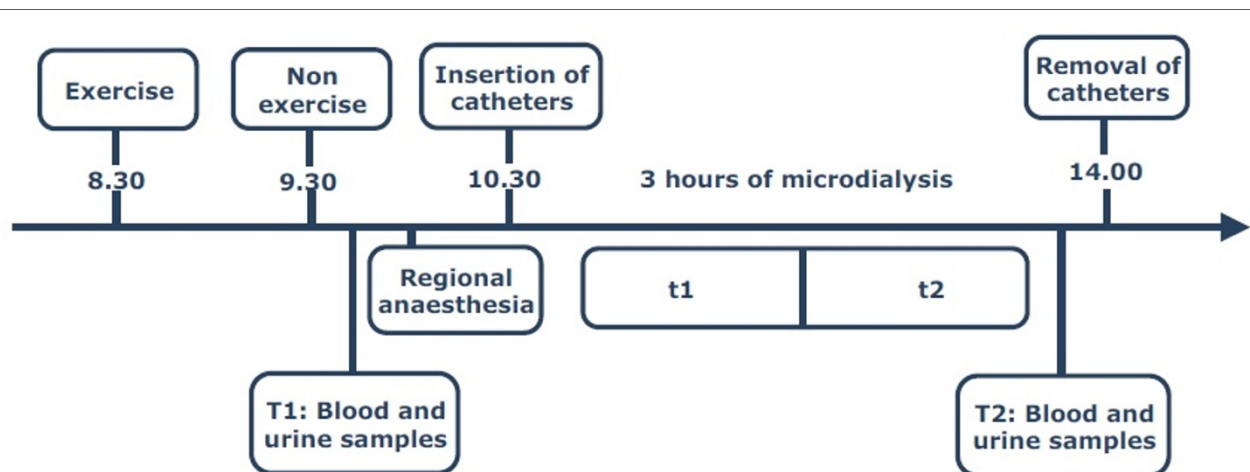 Exercise
Non
exercise
Insertion of
catheters
Removal of
catheters
8.30
9.30
10.30
3 hours of microdialysis
14.00
Regional
anaesthesia
t1
t2
T1: Blood and
urine samples
T2: Blood and
urine samples